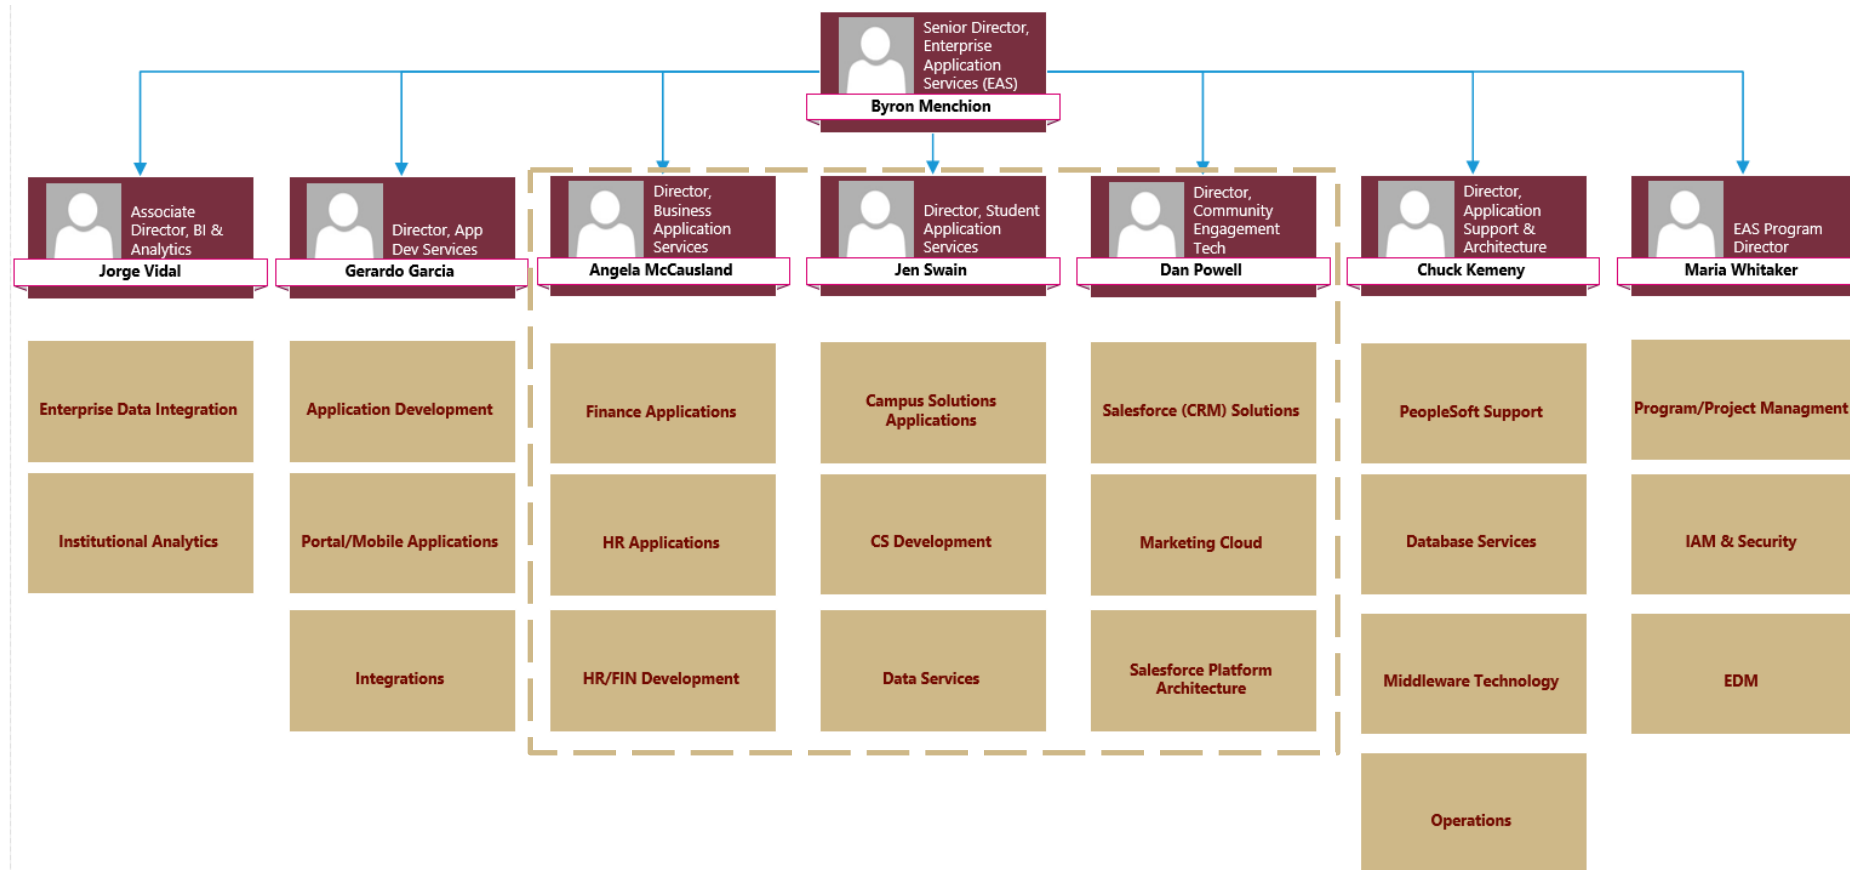 Senior Director,
Enterprise
Application
Services (EAS)
Byron Menchion
Associate
Director, BI &
Analytics
Jorge Vidal
Director, App
Dev Services
Gerardo Garcia
Director,
Business
Application
Services
Angela McCausland
Director, Student
Application
Services
Jen Swain
Director,
Community
Engagement
Tech
Dan Powell
Director,
Application
Support &
Architecture
Chuck Kemeny
EAS Program
Director
Maria Whitaker
Enterprise Data Integration
Application Development
Finance Applications
Campus Solutions
Applications
Salesforce (CRM) Solutions
PeopleSoft Support
Program/Project Managment
Institutional Analytics
Portal/Mobile Applications
HR Applications
CS Development
Marketing Cloud
Database Services
IAM & Security
Integrations
HR/FIN Development
Data Services
Salesforce Platform
Architecture
Middleware Technology
EDM
Operations